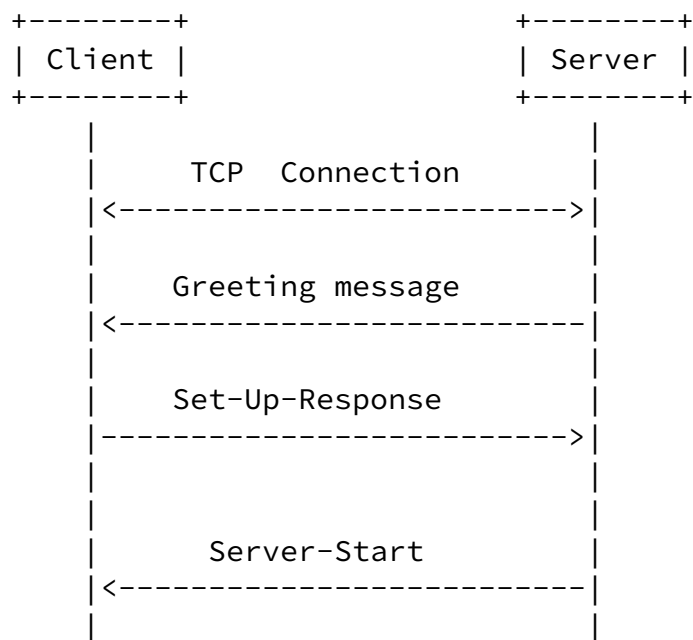 Client Server
TCP Connection
Greeting message
Set-Up-Response
Server-Start